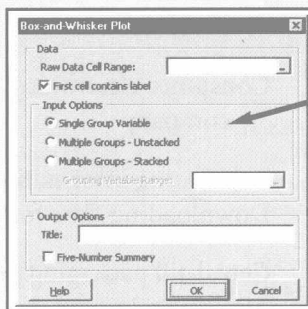 Box-and-Whisker Plot
Data
Raw Data Cell Range:
First cell contains label
Input Options
Single Group Variable
Multiple Groups - Unstacked
Multiple Groups - Stacked
Grouping Variable Range:
Output Options
Title:
Five-Number Summary
Help OK Cancel